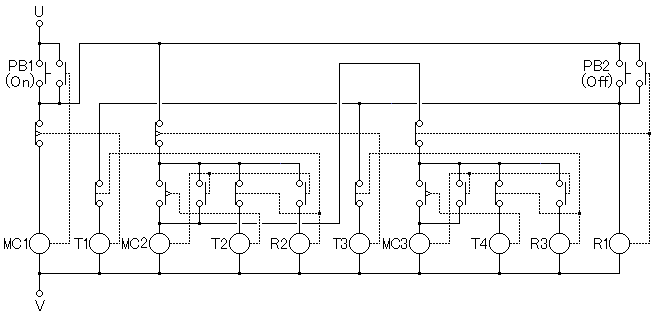 U
PB1
(On)
PB2
(Off)
MC1 T1 MC2 T2 R2 T3 MC3 T4 R3 R1
V